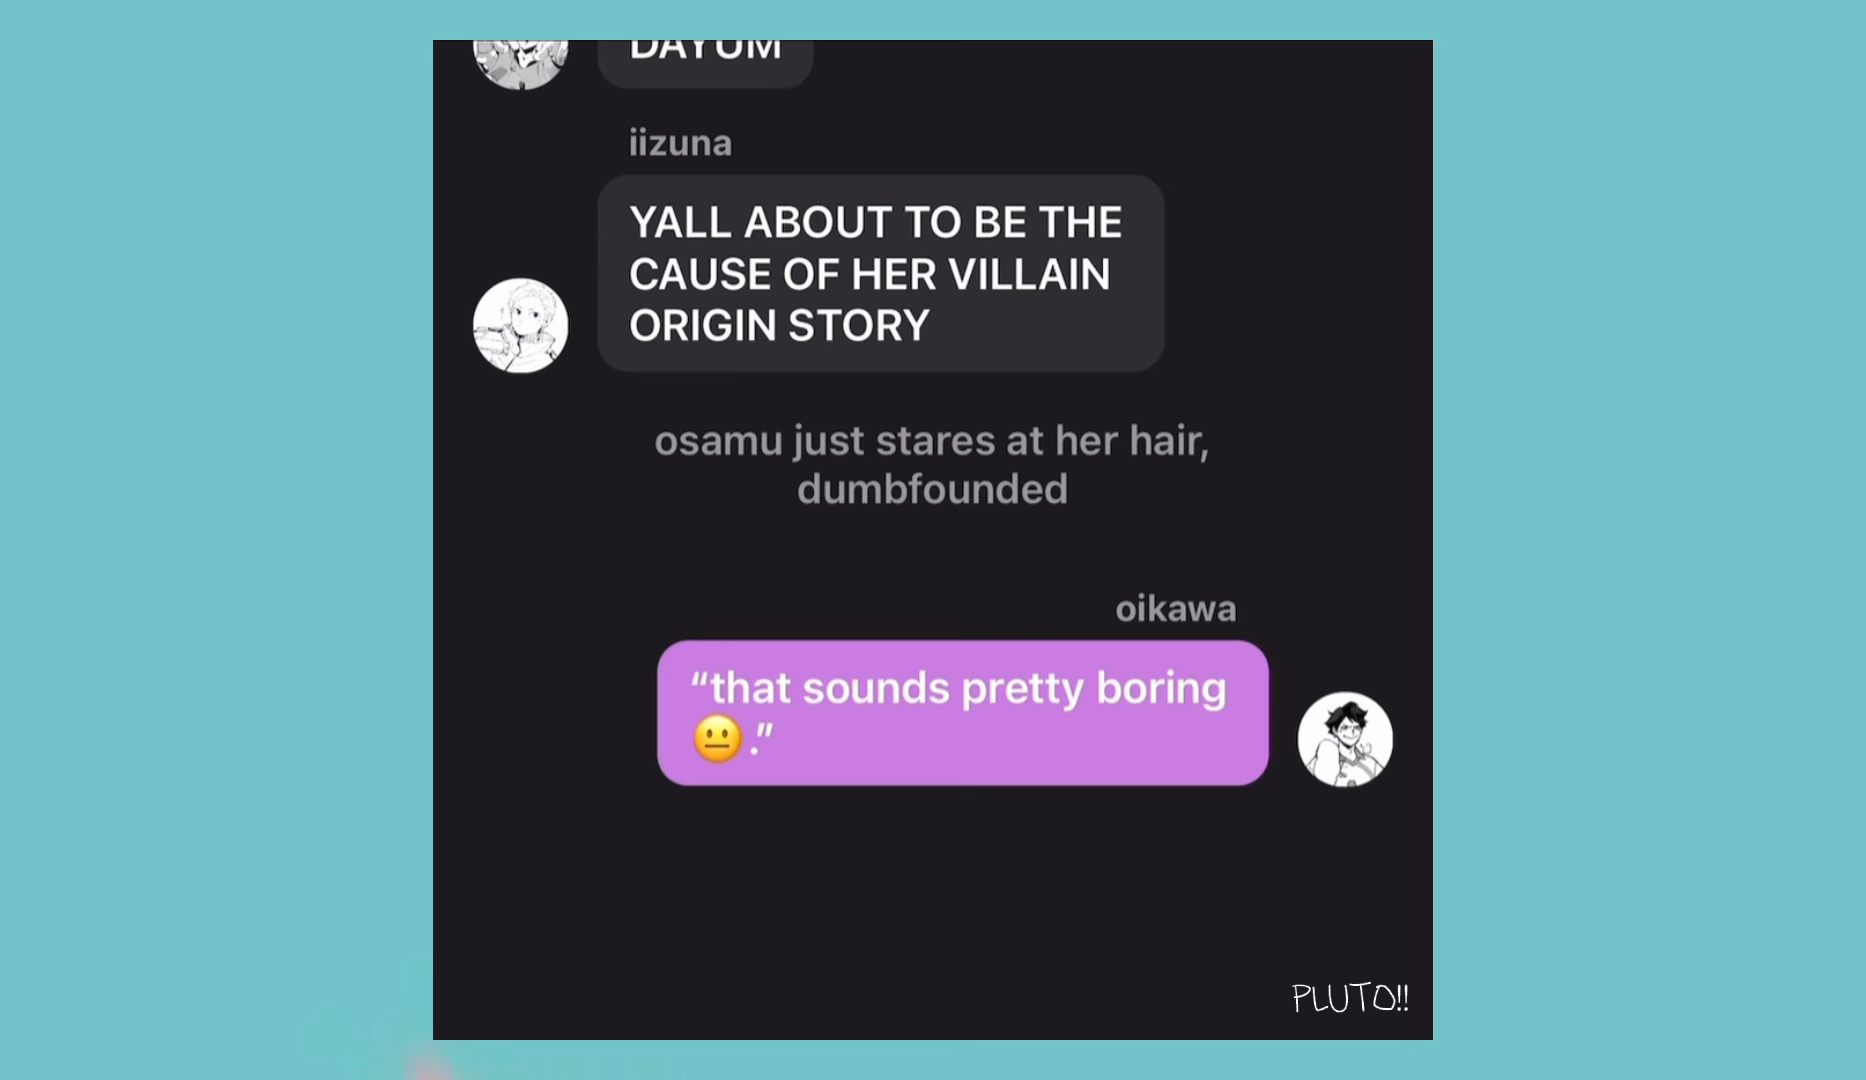 DAYUM
iizuna
YALL ABOUT TO BE THE
CAUSE OF HER VILLAIN
ORIGIN STORY
osamu just stares at her hair,
dumbfounded
oikawa
“that sounds pretty boring
😐.”
PLUTO!!